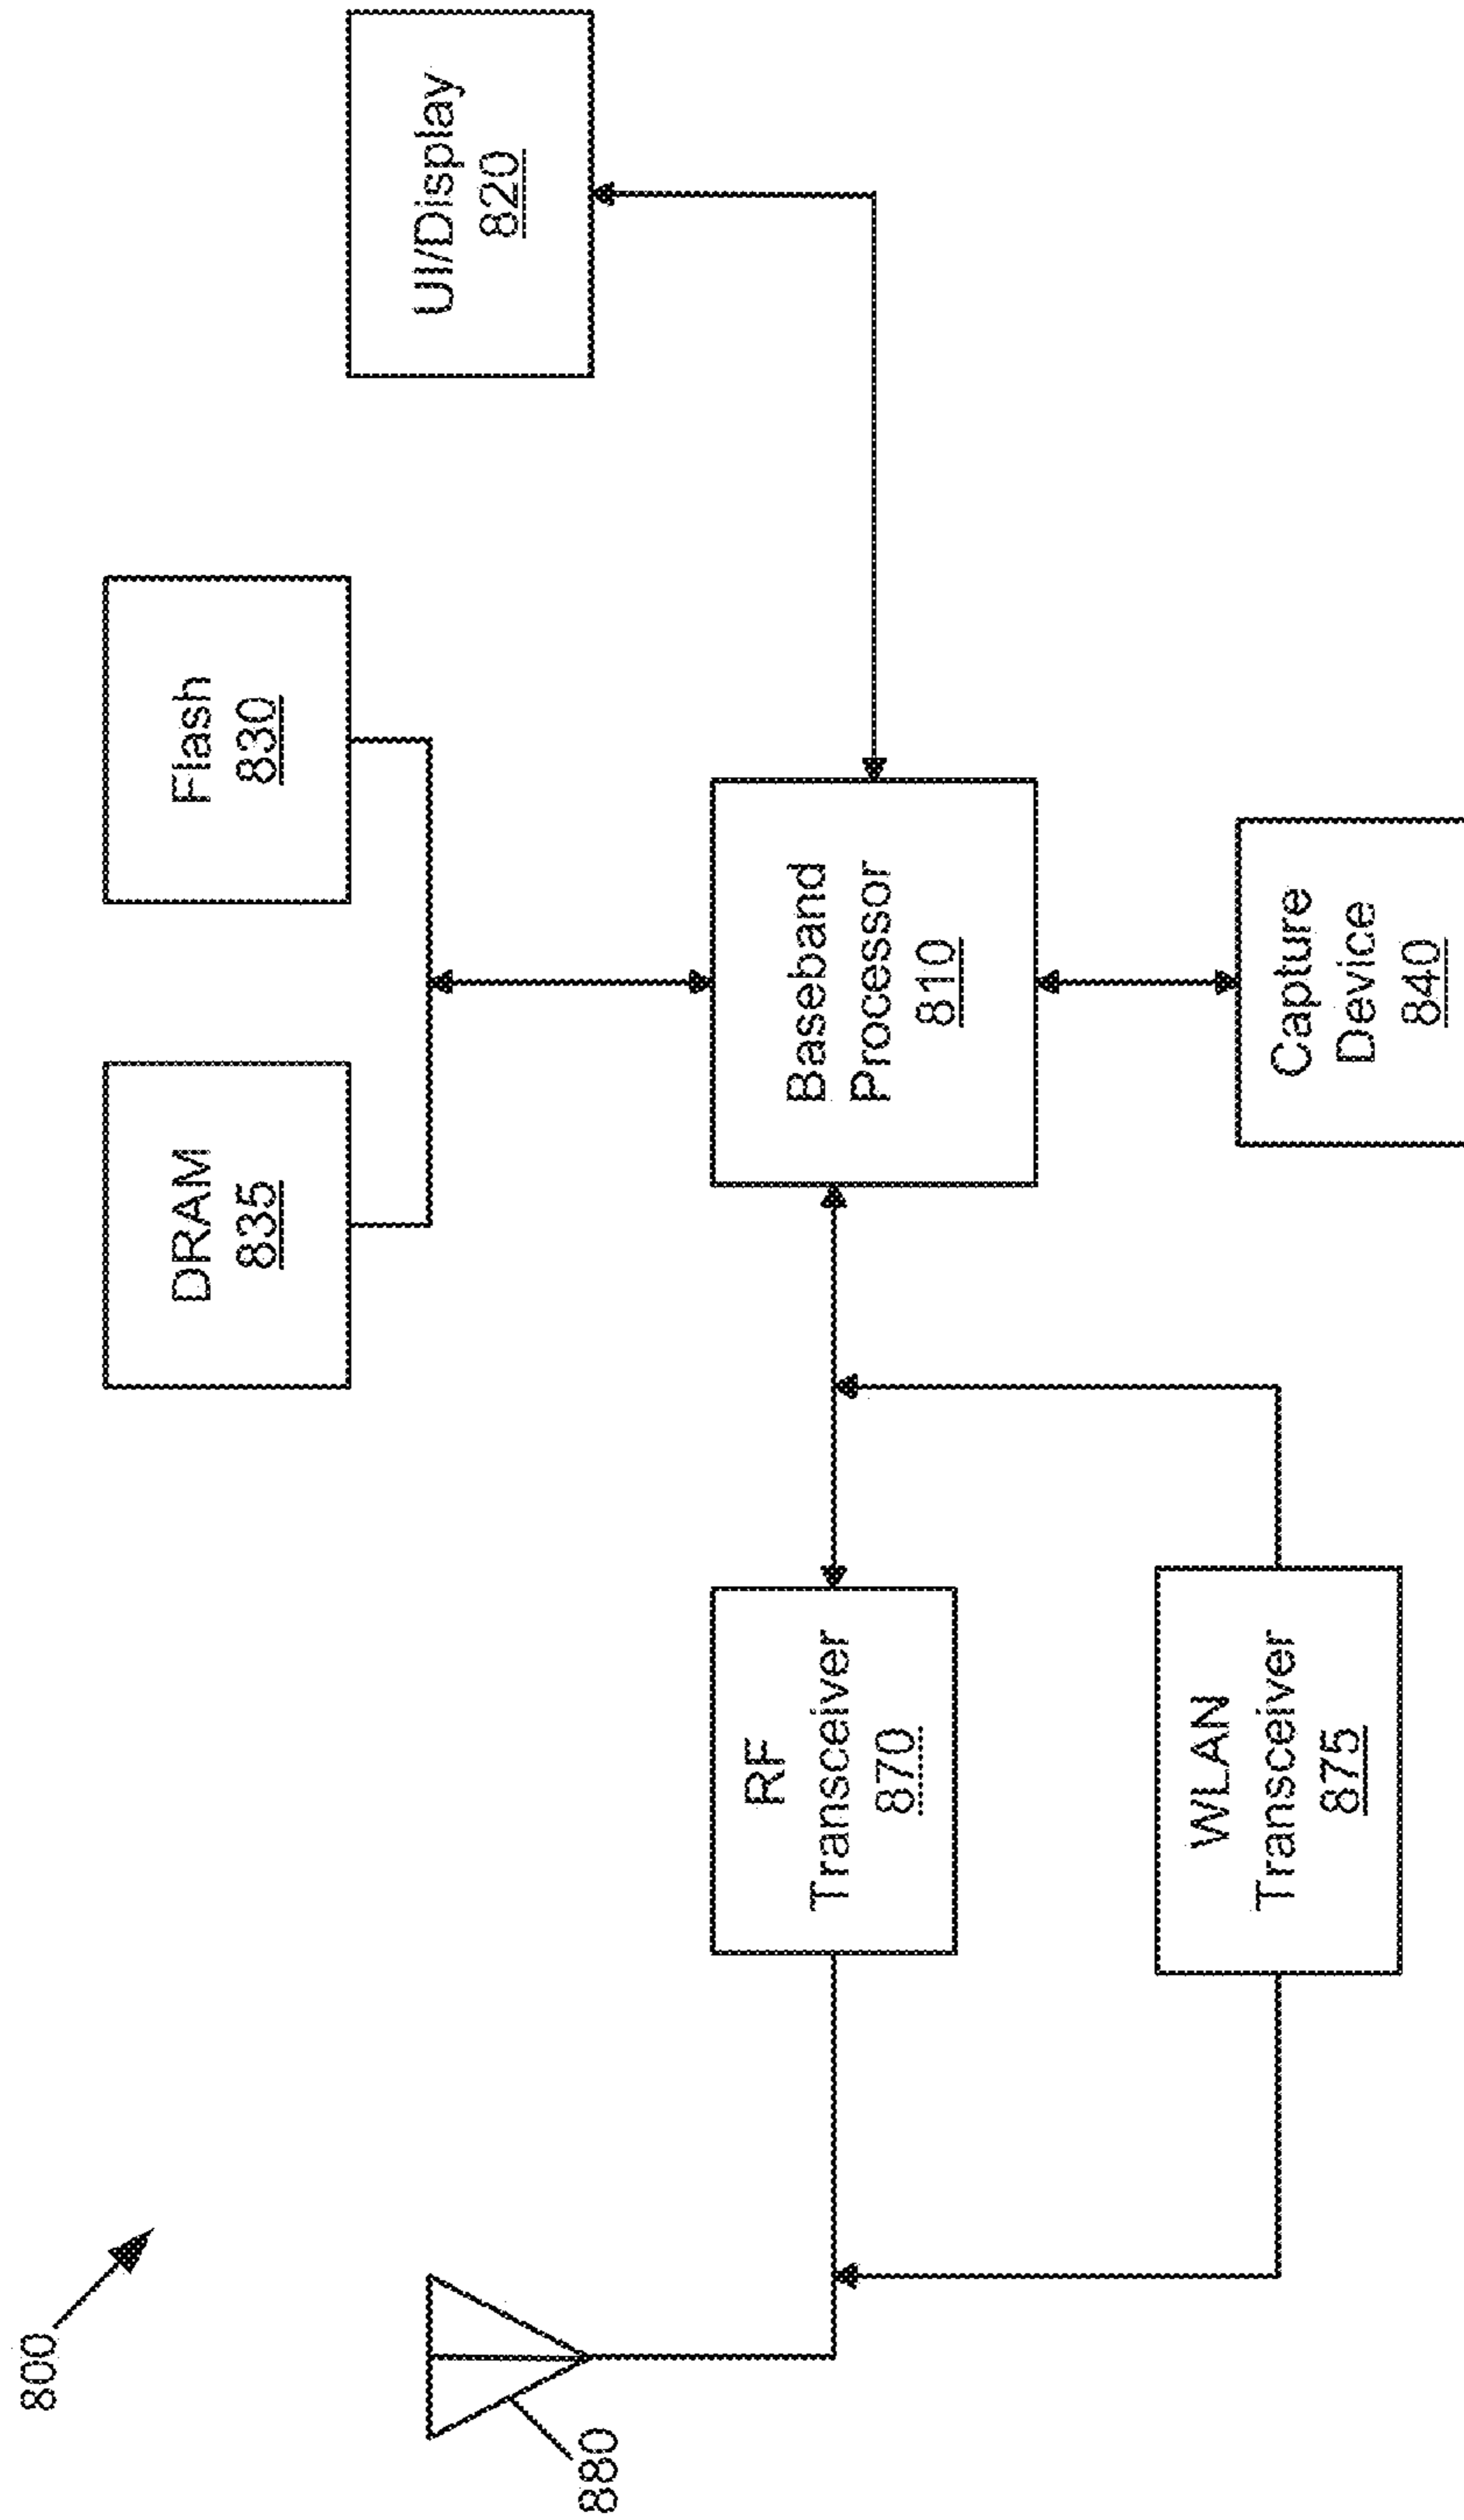 800
880
DRAM
835
Flash
830
UI/Display
820
RF
Transceiver
870
Baseband
Processor
810
WLAN
Transceiver
875
Capture
Device
840